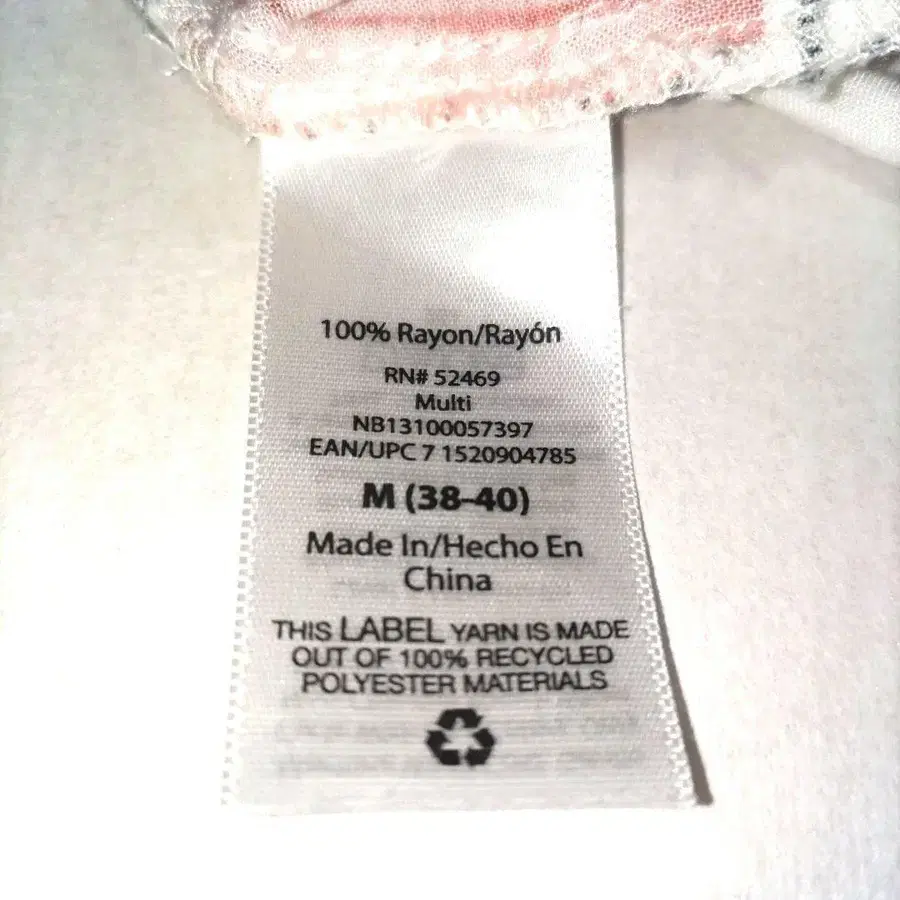 100% Rayon/Rayón
RN# 52469
Multi
NB13100057397
EAN/UPC 7 1520904785
M (38-40)
Made In/Hecho En
China
THIS LABEL YARN IS MADE
OUT OF 100% RECYCLED
POLYESTER MATERIALS